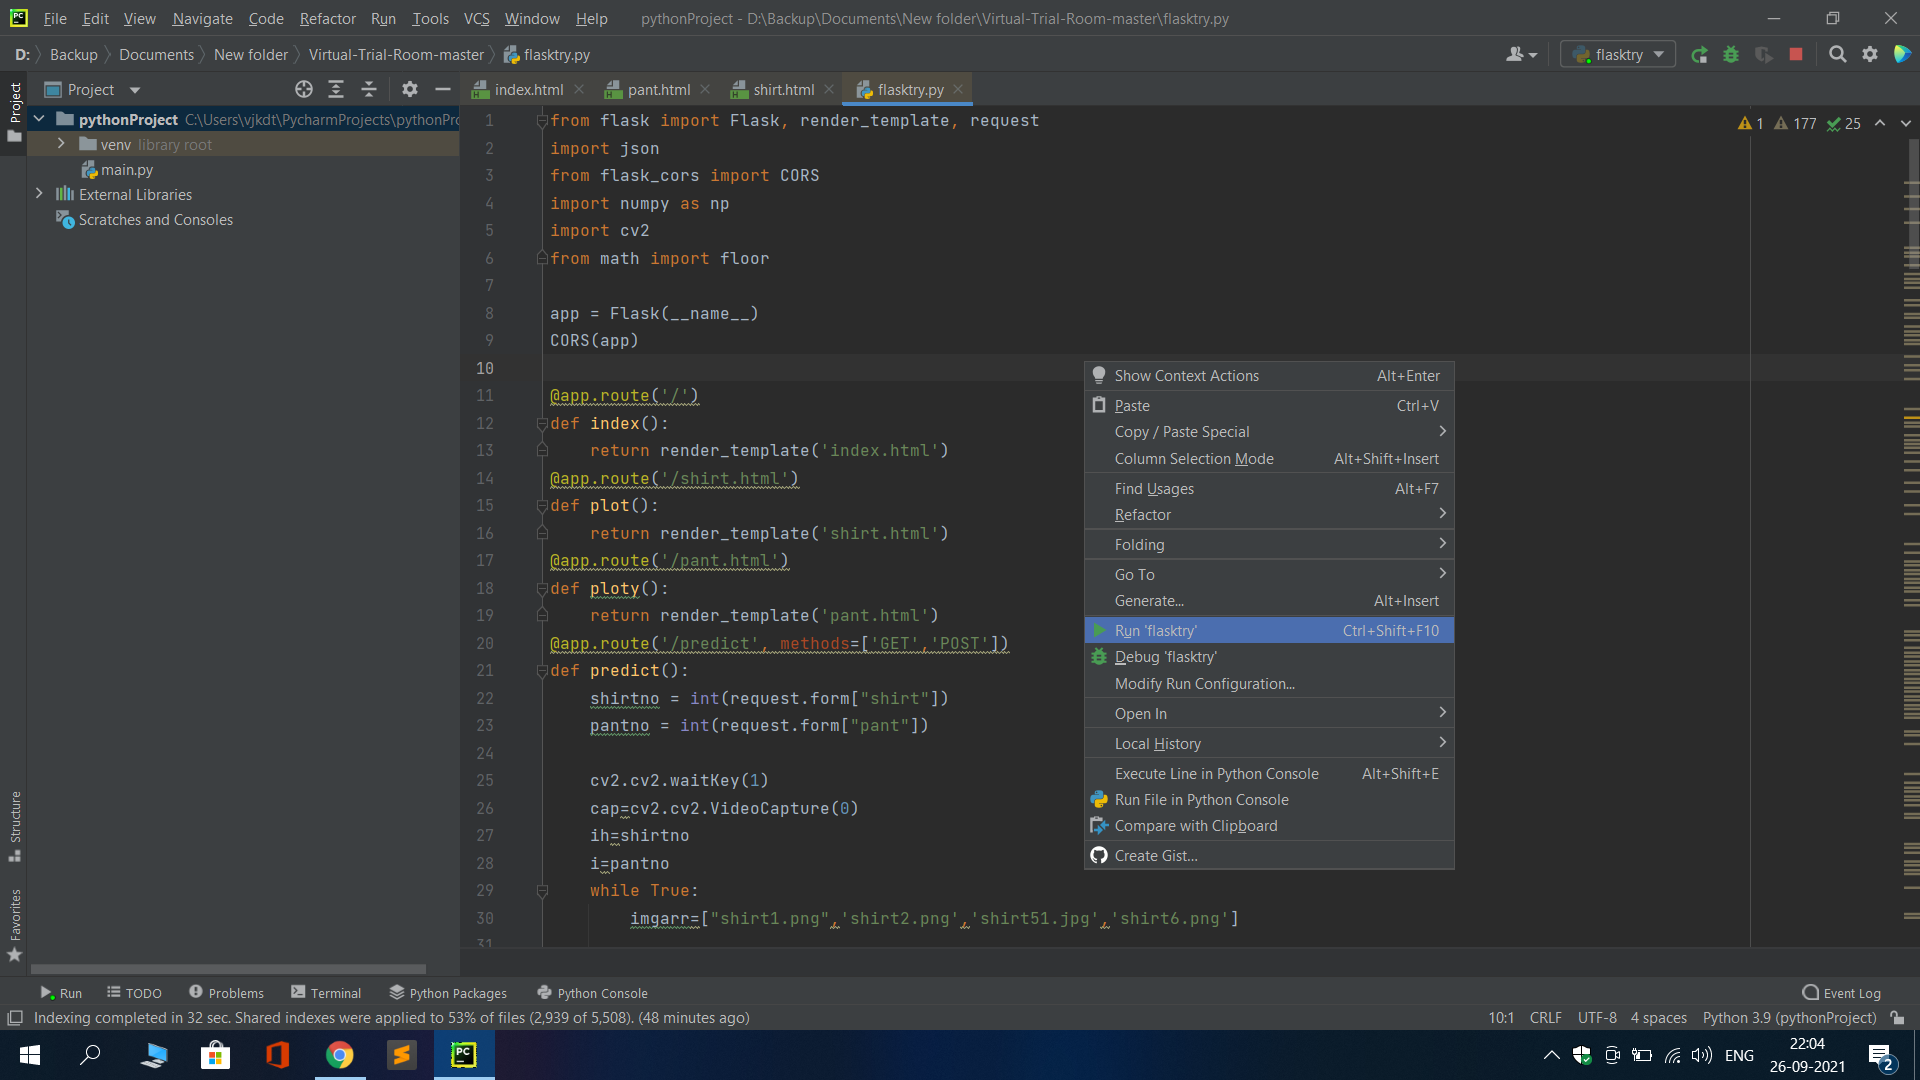 File Edit View Navigate Code Refactor Run Tools VCS Window Help pythonProject - D:\Backup\Documents\New folder\Virtual-Trial-Room-master\flasktry.py
D: Backup Documents New folder Virtual-Trial-Room-master flasktry.py flasktry
Project index.html pant.html shirt.html flasktry.py
Project
pythonProject C:\Users\vjkdt\PycharmProjects\pythonPro
venv library root
main.py
External Libraries
Scratches and Consoles
1 177 25
1 from flask import Flask, render_template, request
2 import json
3 from flask_cors import CORS
4 import numpy as np
5 import cv2
6 from math import floor
7
8 app = Flask(__name__)
9 CORS(app)
10
11 @app.route('/')
12 def index():
13 return render_template('index.html')
14 @app.route('/shirt.html')
15 def plot():
16 return render_template('shirt.html')
17 @app.route('/pant.html')
18 def ploty():
19 return render_template('pant.html')
20 @app.route('/predict', methods=['GET','POST'])
21 def predict():
22 shirtno = int(request.form["shirt"])
23 pantno = int(request.form["pant"])
24
25 cv2.cv2.waitKey(1)
26 cap=cv2.cv2.VideoCapture(0)
27 ih=shirtno
28 i=pantno
29 while True:
30 imgarr=["shirt1.png",'shirt2.png','shirt51.jpg','shirt6.png']
31
Show Context Actions Alt+Enter
Paste Ctrl+V
Copy / Paste Special
Column Selection Mode Alt+Shift+Insert
Find Usages Alt+F7
Refactor
Folding
Go To
Generate... Alt+Insert
Run 'flasktry' Ctrl+Shift+F10
Debug 'flasktry'
Modify Run Configuration...
Open In
Local History
Execute Line in Python Console Alt+Shift+E
Run File in Python Console
Compare with Clipboard
Create Gist...
Structure
Favorites
Run TODO Problems Terminal Python Packages Python Console Event Log
Indexing completed in 32 sec. Shared indexes were applied to 53% of files (2,939 of 5,508). (48 minutes ago) 10:1 CRLF UTF-8 4 spaces Python 3.9 (pythonProject)
PC ENG 22:04
26-09-2021 2